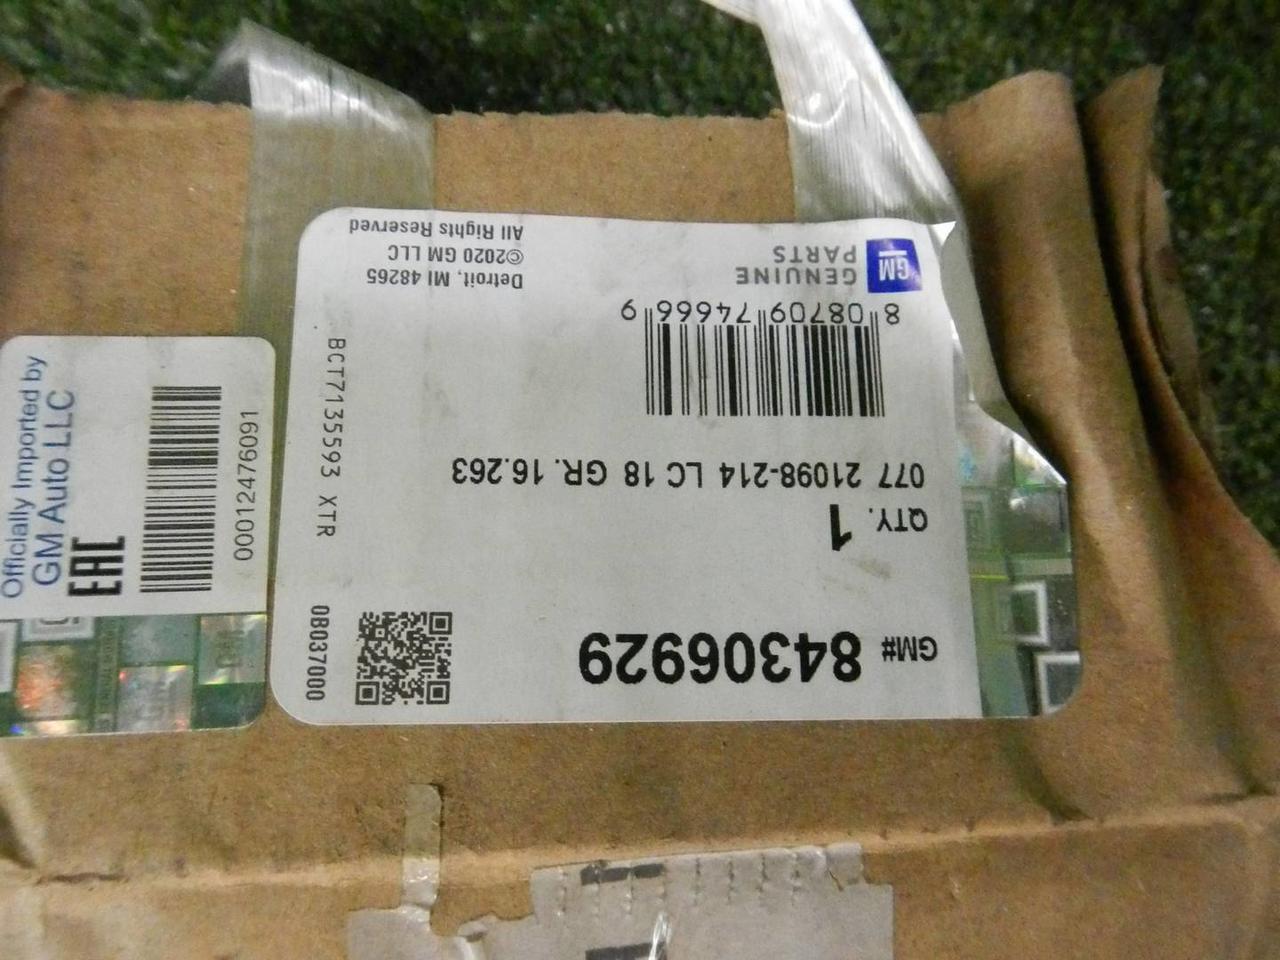 GM# 84306929
QTY. 1
077 21098-214 LC 18 GR. 16.263
8 08709 74666 9
GM GENUINE
PARTS
Detroit, MI 48265
©2020 GM LLC
All Rights Reserved
0B037000
BCT7135593 XTR
Officially Imported by
GM Auto LLC
EAC
00012476091